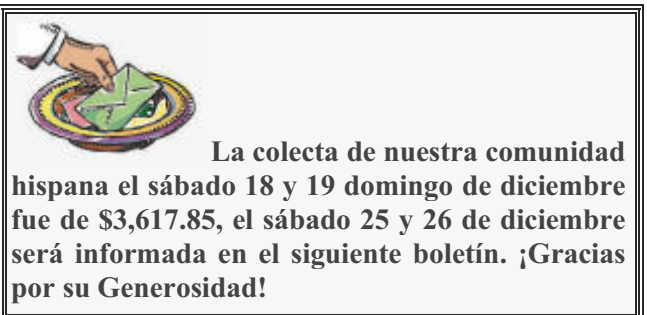 La colecta de nuestra comunidad
hispana el sábado 18 y 19 domingo de diciembre
fue de $3,617.85, el sábado 25 y 26 de diciembre
será informada en el siguiente boletín. ¡Gracias
por su Generosidad!